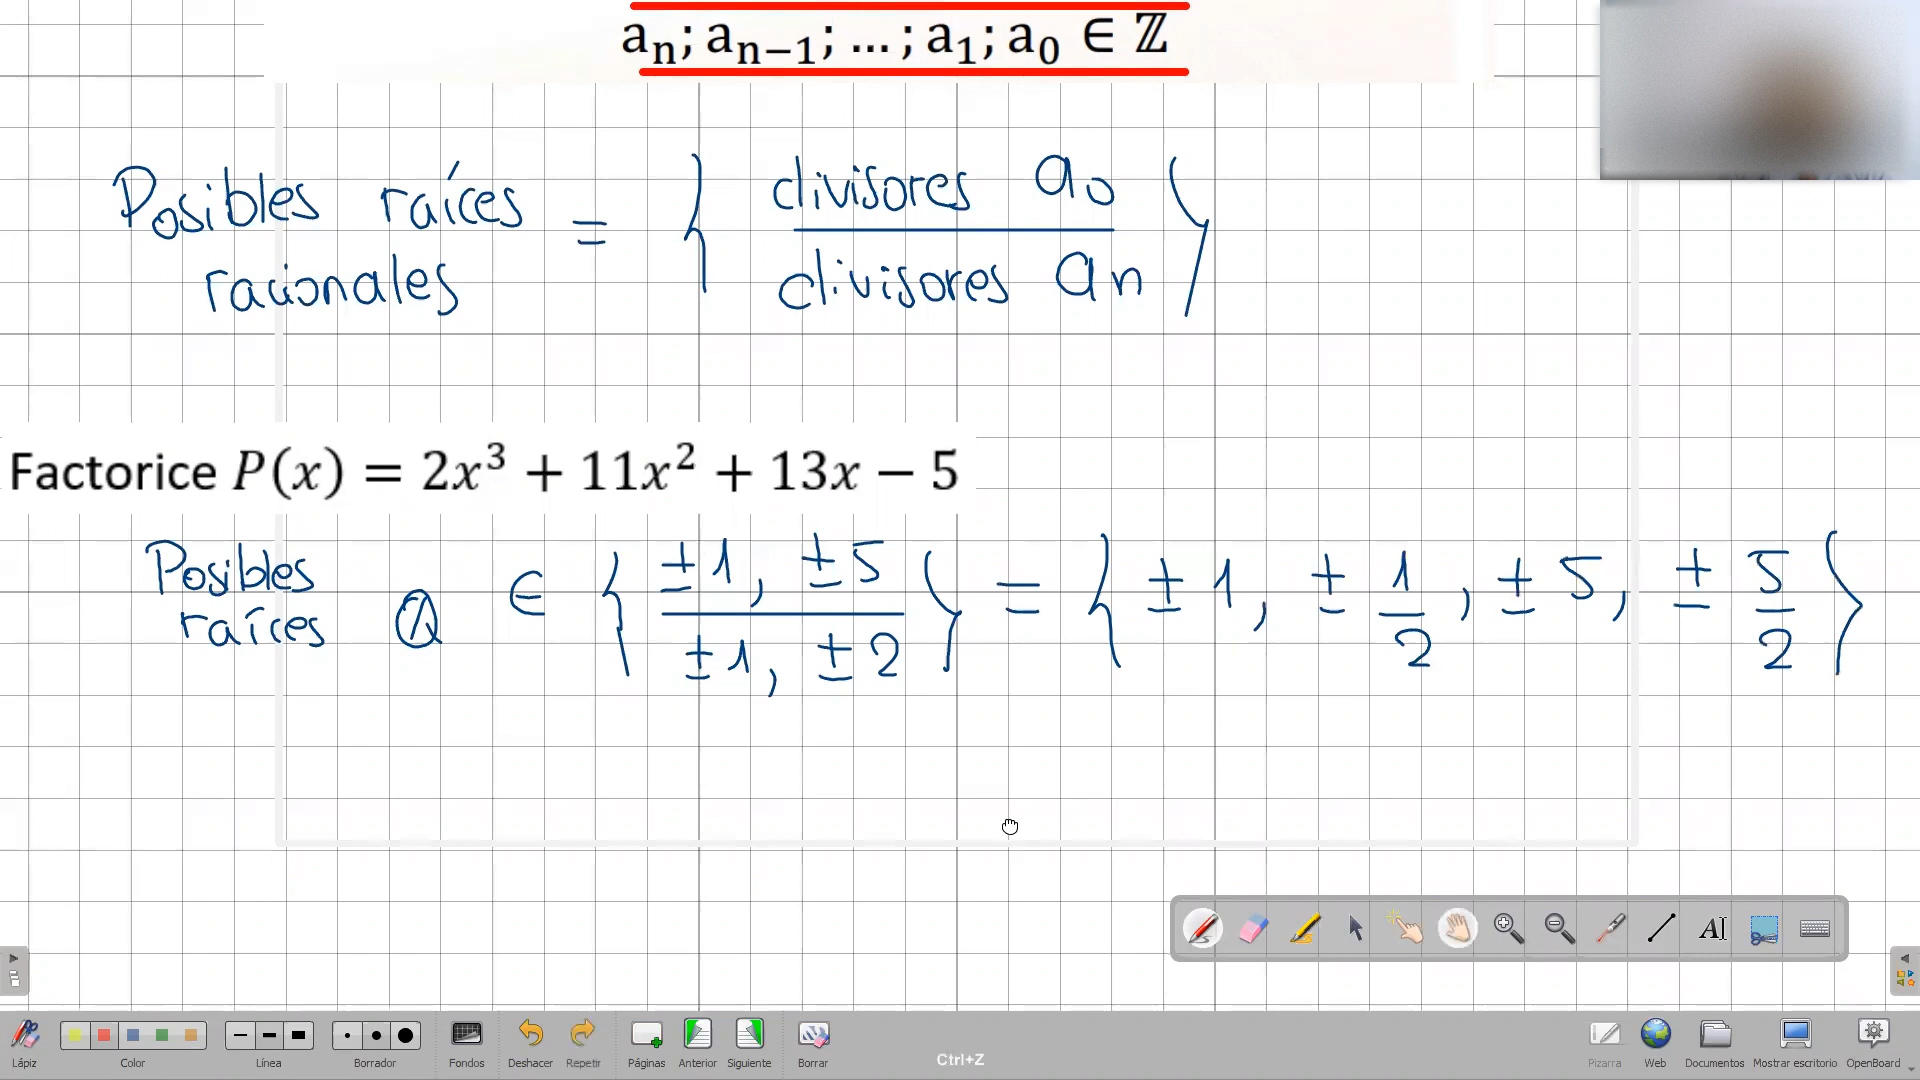 aₙ; aₙ₋₁; … ; a₁; a₀ ∈ ℤ
Posibles raíces racionales = { divisores a₀ / divisores aₙ }
Factorice P(x) = 2x³ + 11x² + 13x − 5
Posibles raíces ℚ ∈ { ±1, ±5 / ±1, ±2 } = { ±1, ±1/2, ±5, ±5/2 }
Lápiz
Color
Línea
Borrador
Fondos
Deshacer
Repetir
Páginas
Anterior
Siguiente
Borrar
Ctrl+Z
Pizarra
Web
Documentos
Mostrar escritorio
OpenBoard